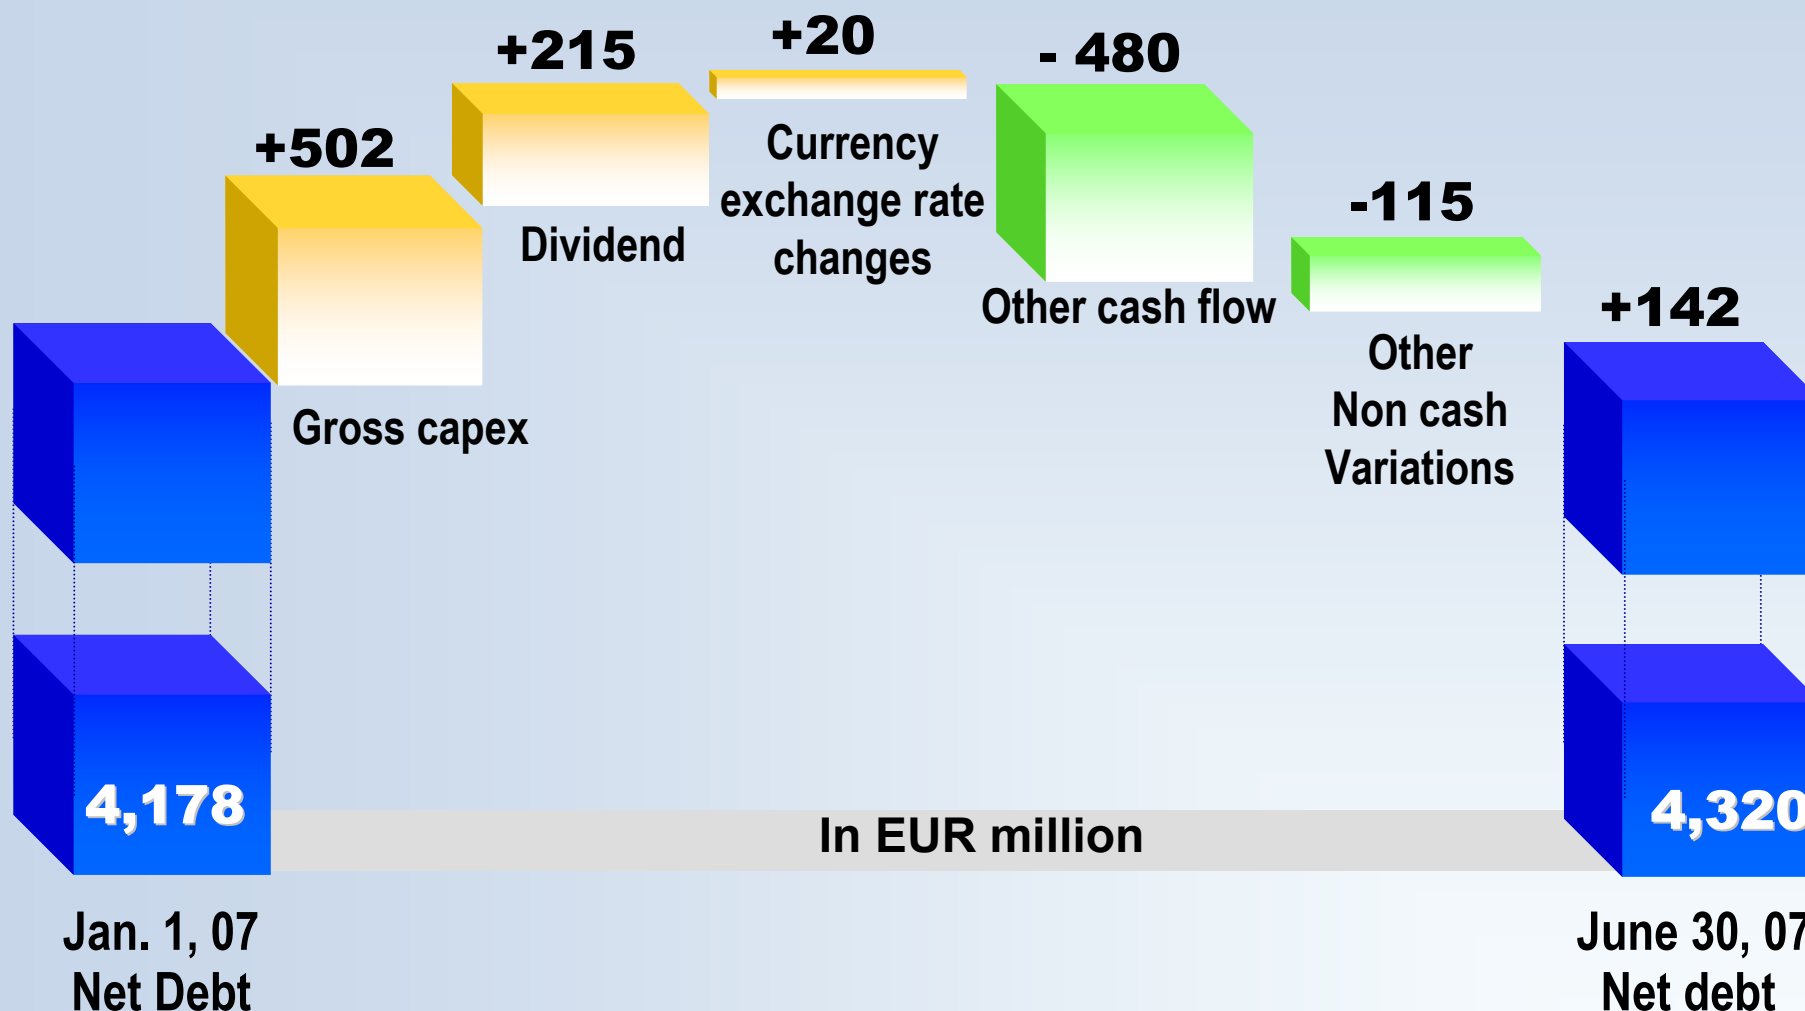 +502
Gross capex
+215
Dividend
+20
Currency
exchange rate
changes
- 480
Other cash flow
-115
Other
Non cash
Variations
+142
4,178
In EUR million
4,320
Jan. 1, 07
Net Debt
June 30, 07
Net debt